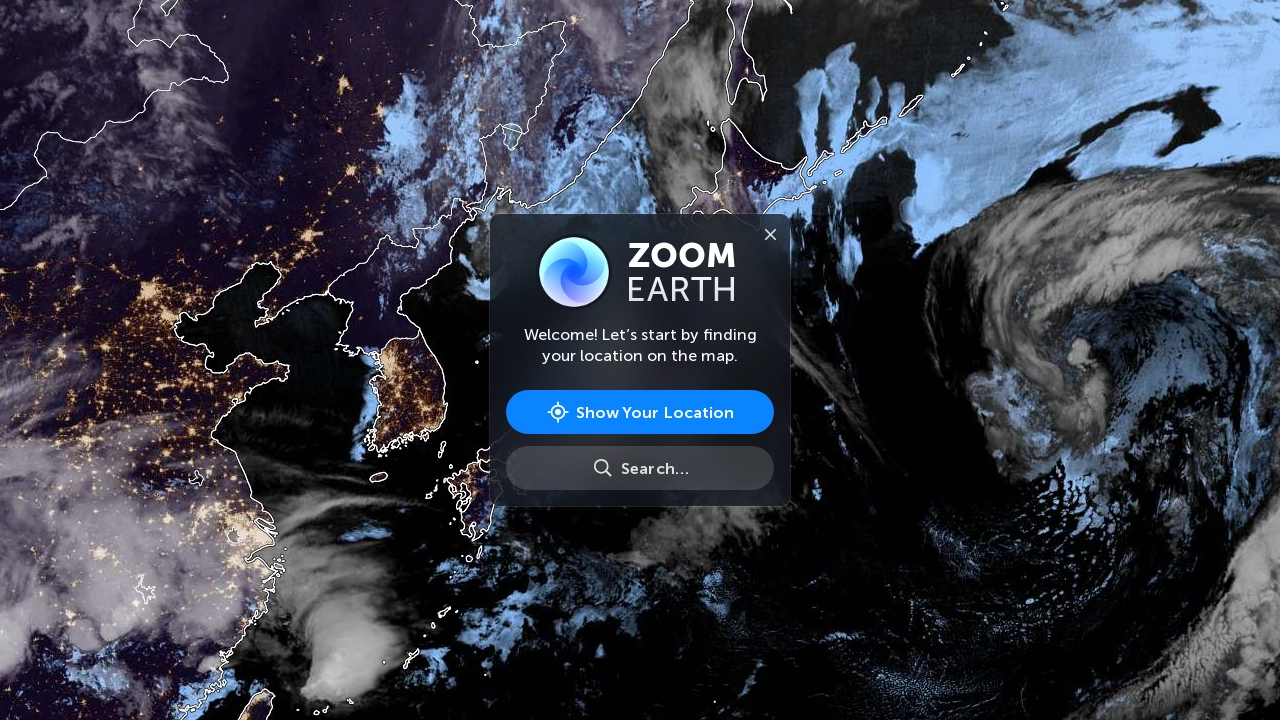 ZOOM
EARTH
Welcome! Let’s start by finding
your location on the map.
Show Your Location
Search…